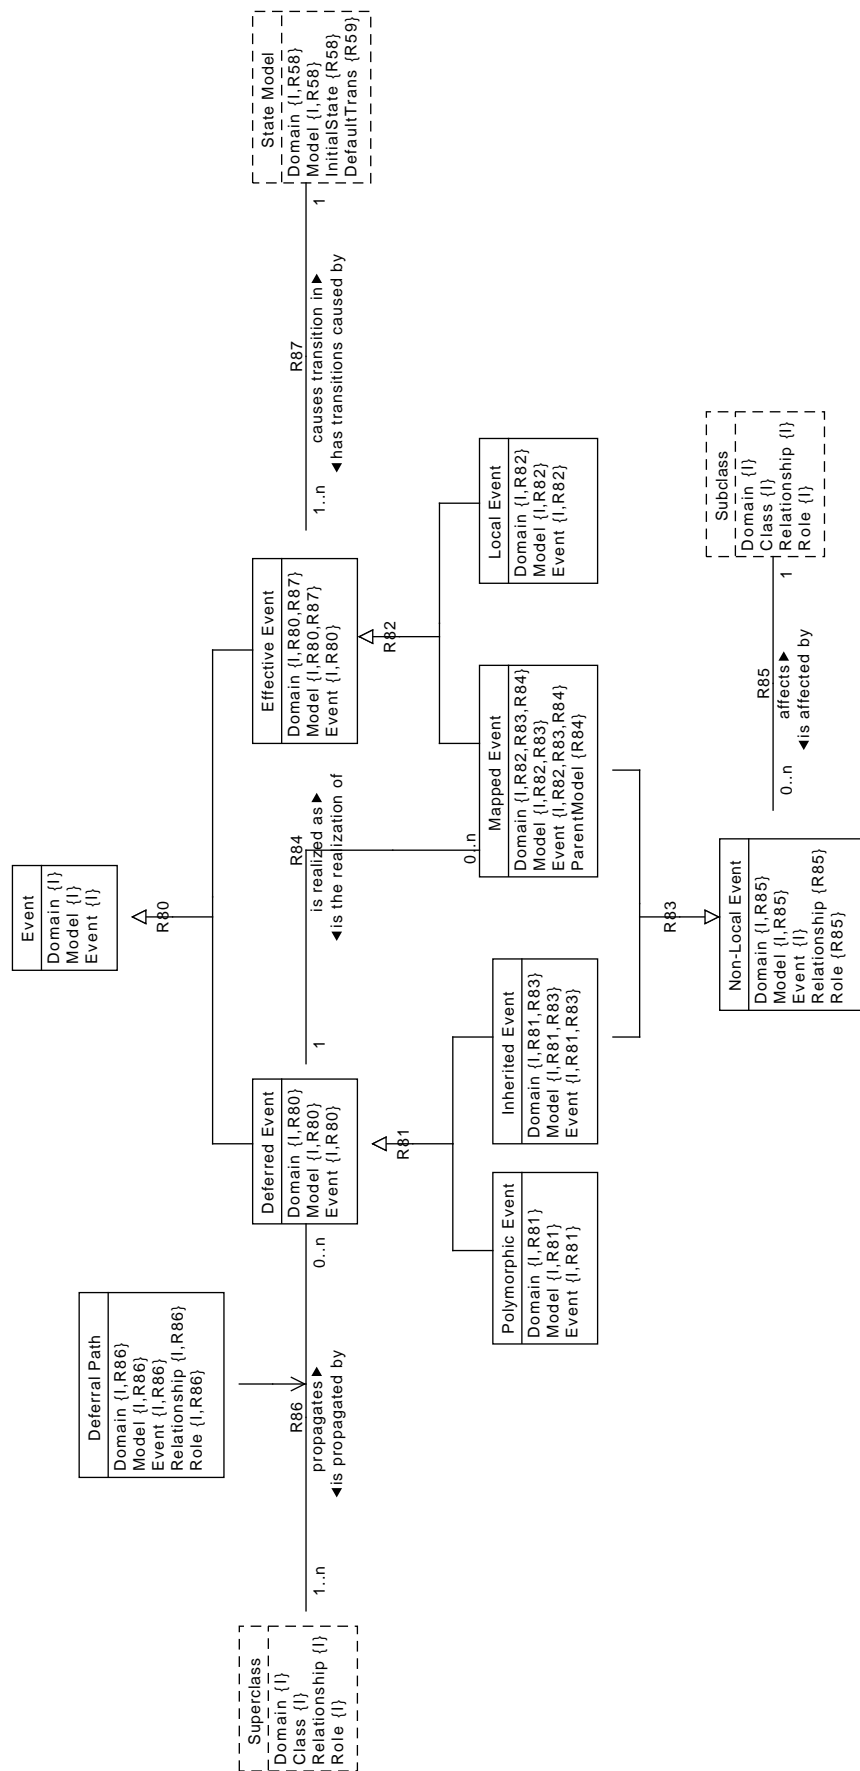 Event
Domain {I}
Model {I}
Event {I}
R80
Deferral Path
Domain {I,R86}
Model {I,R86}
Event {I,R86}
Relationship {I,R86}
Role {I,R86}
Superclass
Domain {I}
Class {I}
Relationship {I}
Role {I}
1..n
R86
propagates ▶
◀ is propagated by
0..n
Deferred Event
Domain {I,R80}
Model {I,R80}
Event {I,R80}
1
R84
is realized as ▶
◀ is the realization of
0..n
Effective Event
Domain {I,R80,R87}
Model {I,R80,R87}
Event {I,R80}
1..n
R87
causes transition in ▶
◀ has transitions caused by
1
State Model
Domain {I,R58}
Model {I,R58}
InitialState {R58}
DefaultTrans {R59}
R81
R82
Polymorphic Event
Domain {I,R81}
Model {I,R81}
Event {I,R81}
Inherited Event
Domain {I,R81,R83}
Model {I,R81,R83}
Event {I,R81,R83}
Mapped Event
Domain {I,R82,R83,R84}
Model {I,R82,R83}
Event {I,R82,R83,R84}
ParentModel {R84}
Local Event
Domain {I,R82}
Model {I,R82}
Event {I,R82}
R83
Non-Local Event
Domain {I,R85}
Model {I,R85}
Event {I}
Relationship {R85}
Role {R85}
0..n
R85
affects ▶
◀ is affected by
1
Subclass
Domain {I}
Class {I}
Relationship {I}
Role {I}